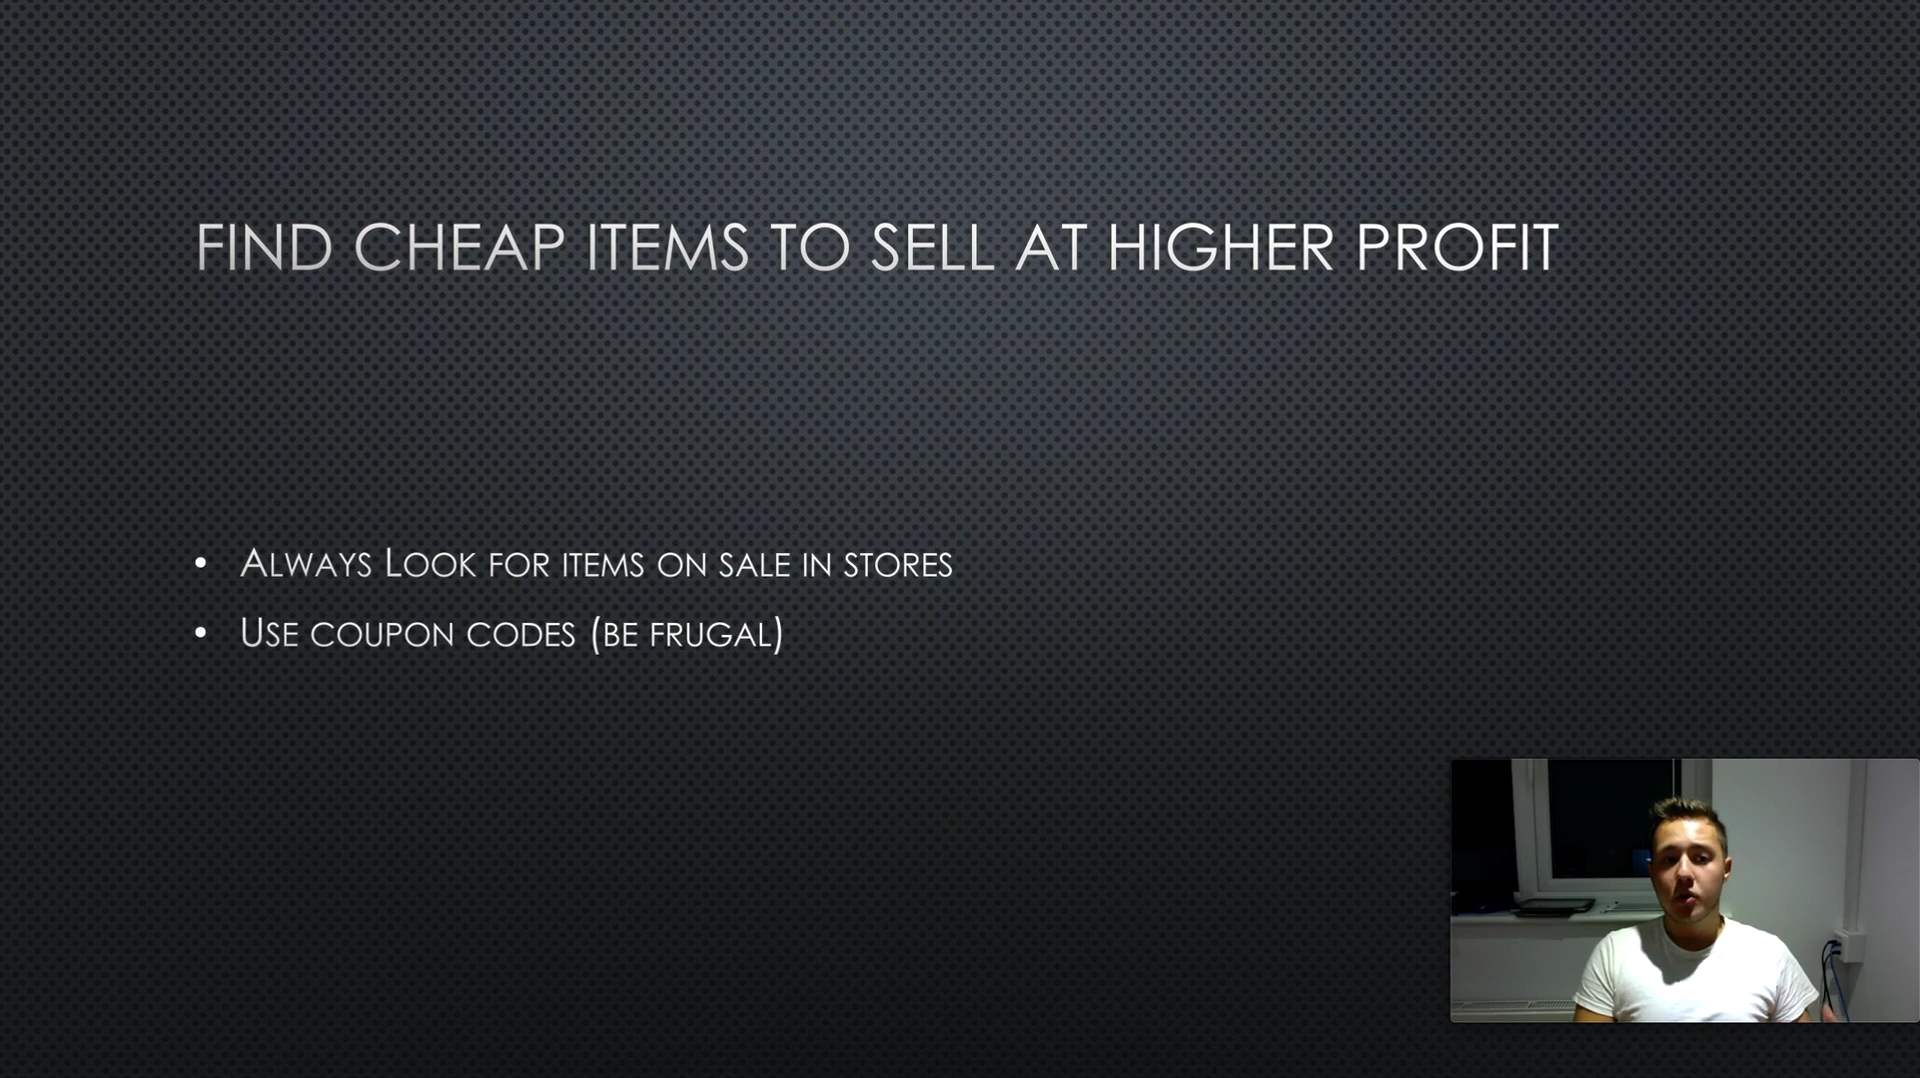 FIND CHEAP ITEMS TO SELL AT HIGHER PROFIT
• ALWAYS LOOK FOR ITEMS ON SALE IN STORES
• USE COUPON CODES (BE FRUGAL)